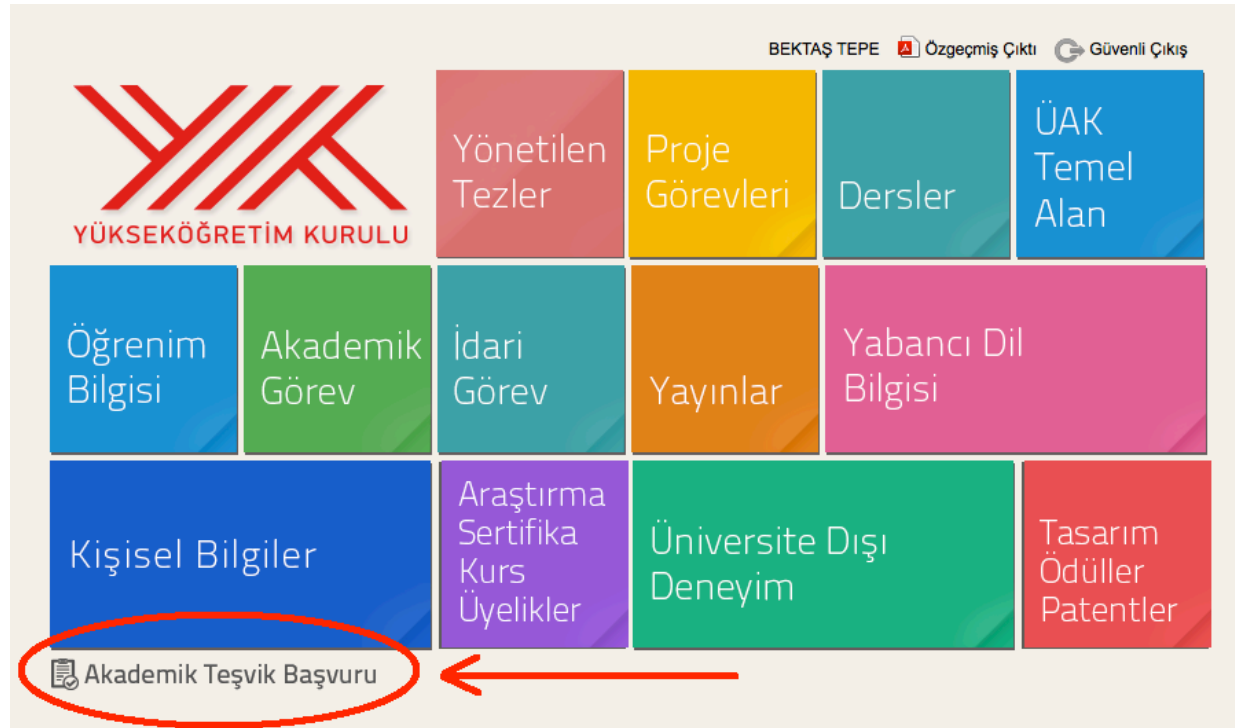 BEKTAŞ TEPE Özgeçmiş Çıktı Güvenli Çıkış
YÜKSEKÖĞRETİM KURULU
Yönetilen
Tezler
Proje
Görevleri
Dersler
ÜAK
Temel
Alan
Öğrenim
Bilgisi
Akademik
Görev
İdari
Görev
Yayınlar
Yabancı Dil
Bilgisi
Kişisel Bilgiler
Araştırma
Sertifika
Kurs
Üyelikler
Üniversite Dışı
Deneyim
Tasarım
Ödüller
Patentler
Akademik Teşvik Başvuru